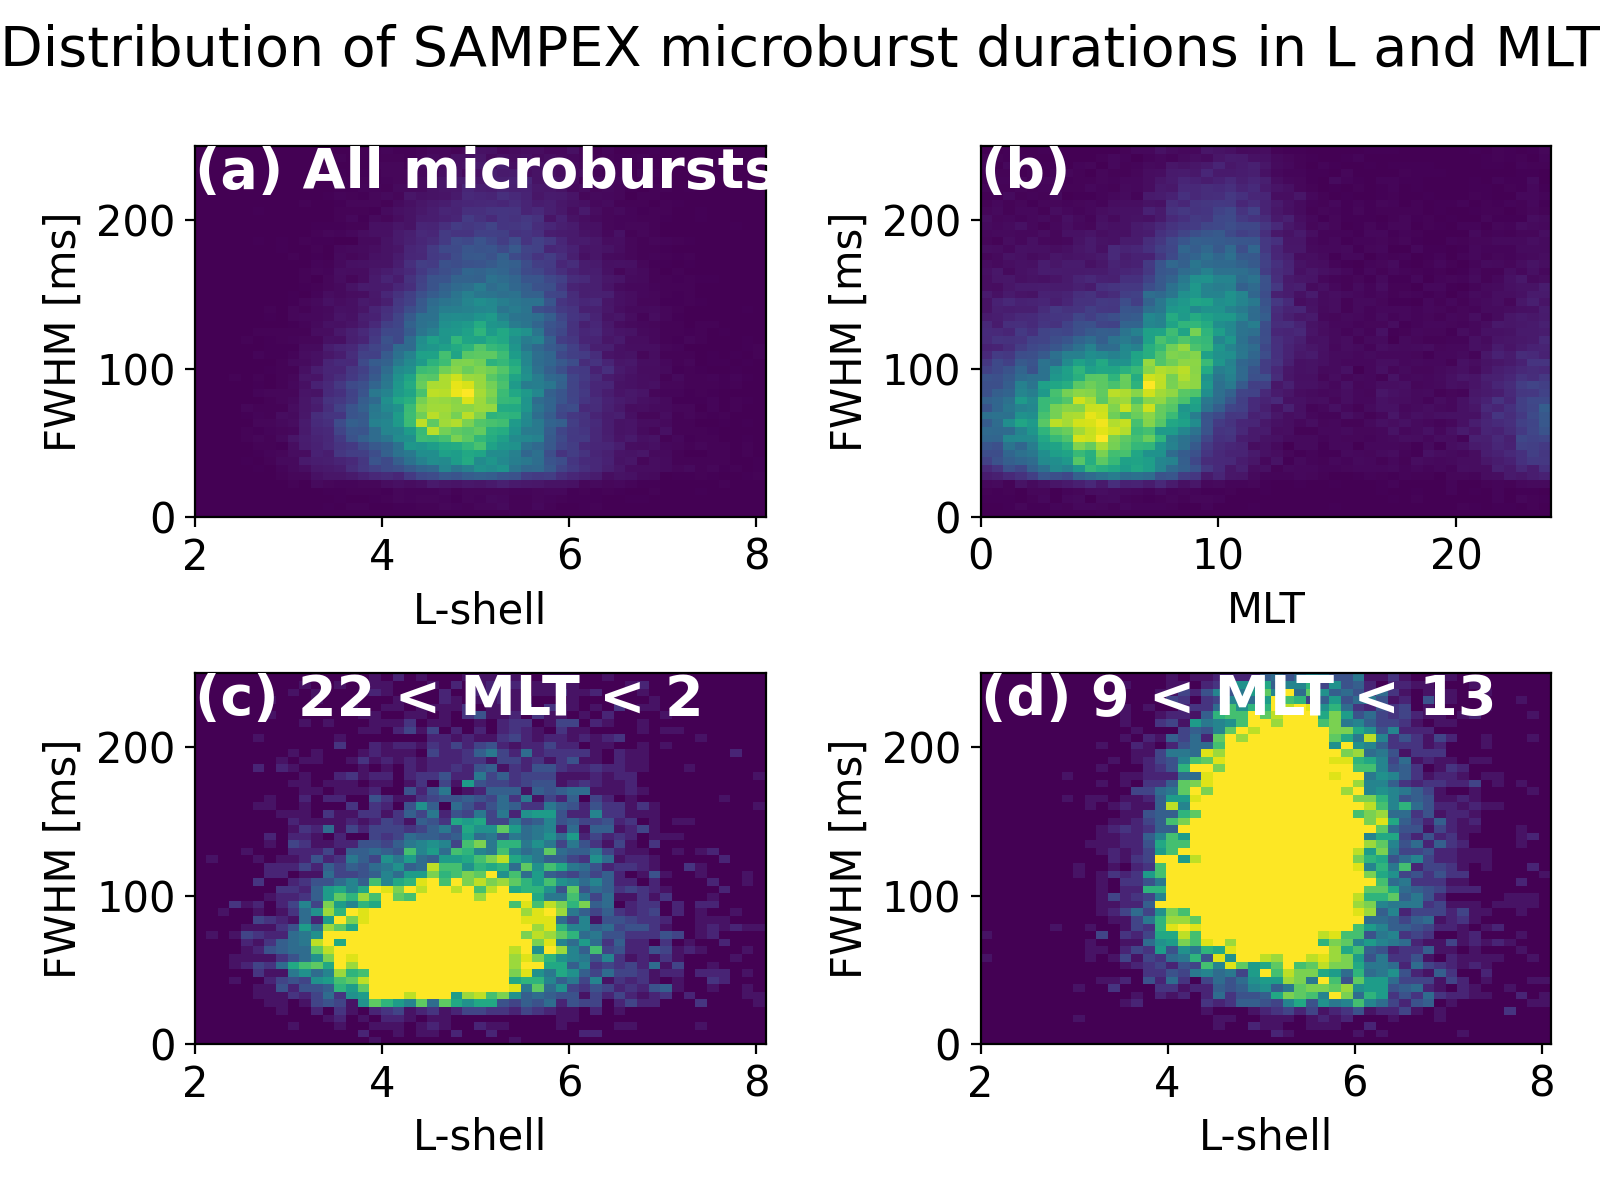 Distribution of SAMPEX microburst durations in L and MLT
(a) All microbursts
FWHM [ms]
200
100
0
2 4 6 8
L-shell
(b)
FWHM [ms]
200
100
0
0 10 20
MLT
(c) 22 < MLT < 2
FWHM [ms]
200
100
0
2 4 6 8
L-shell
(d) 9 < MLT < 13
FWHM [ms]
200
100
0
2 4 6 8
L-shell